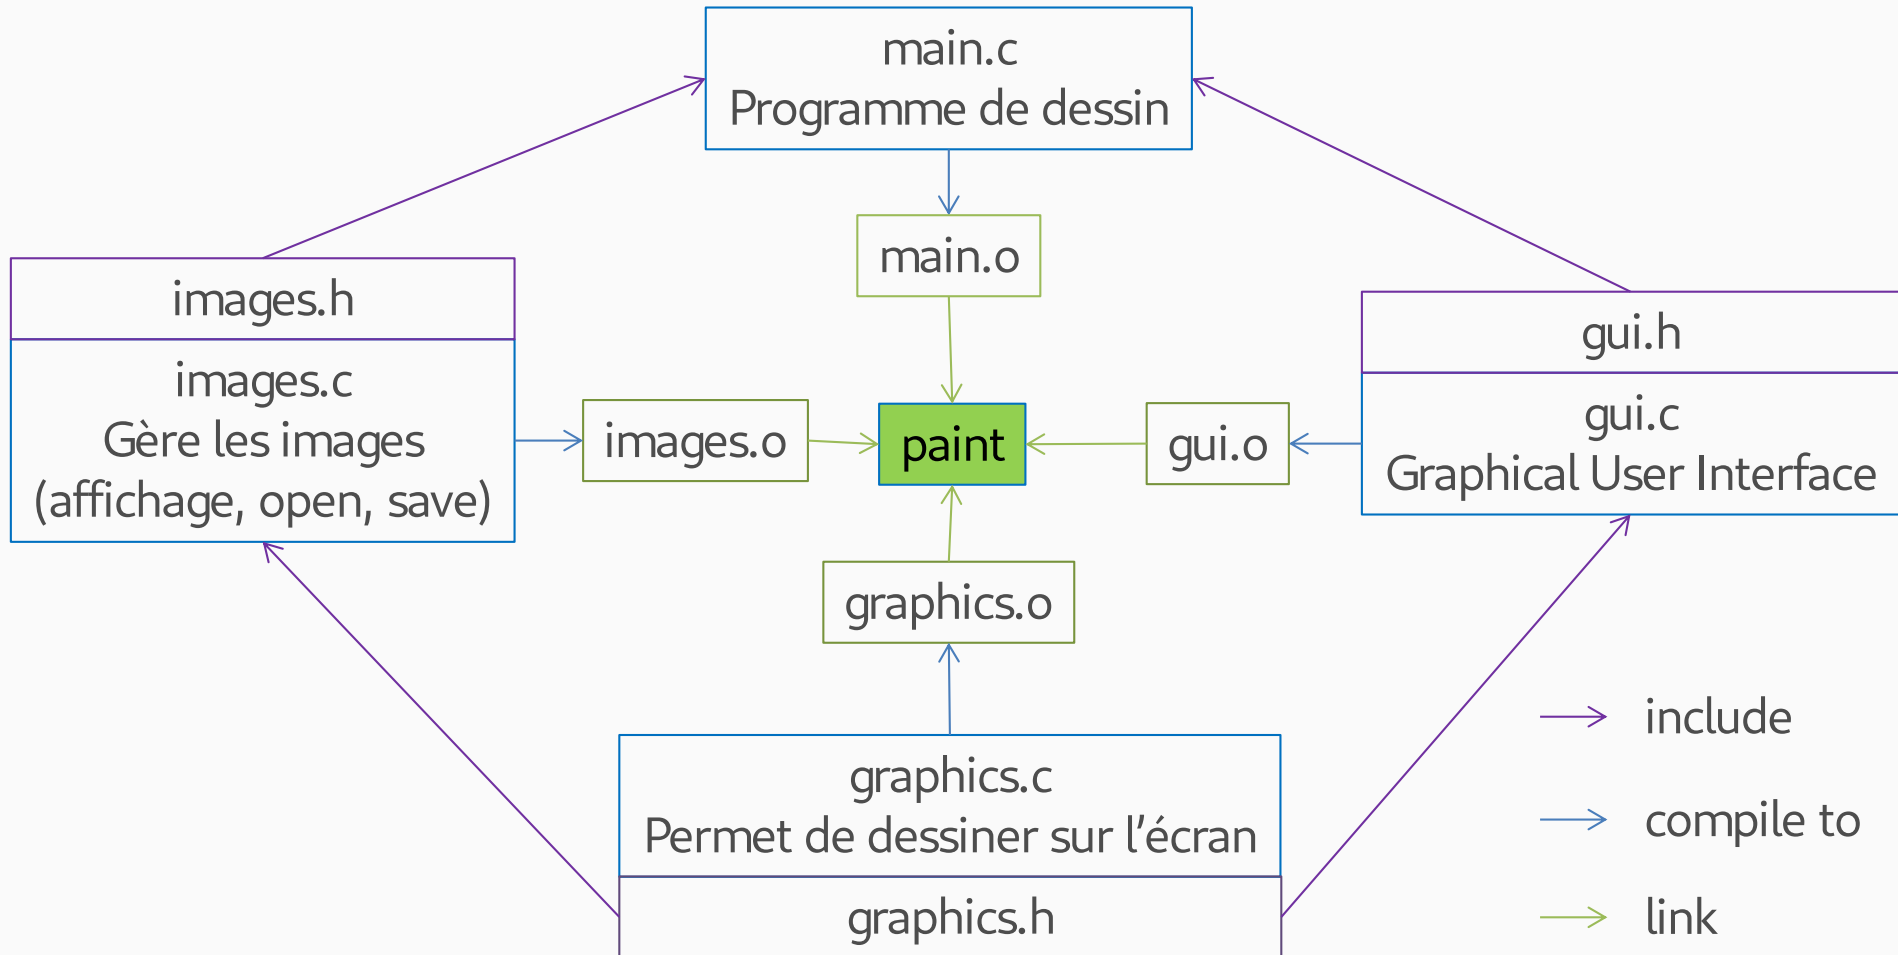 main.c
Programme de dessin
main.o
images.h
images.c
Gère les images
(affichage, open, save)
images.o
paint
gui.o
gui.h
gui.c
Graphical User Interface
graphics.o
graphics.c
Permet de dessiner sur l'écran
graphics.h
include
compile to
link